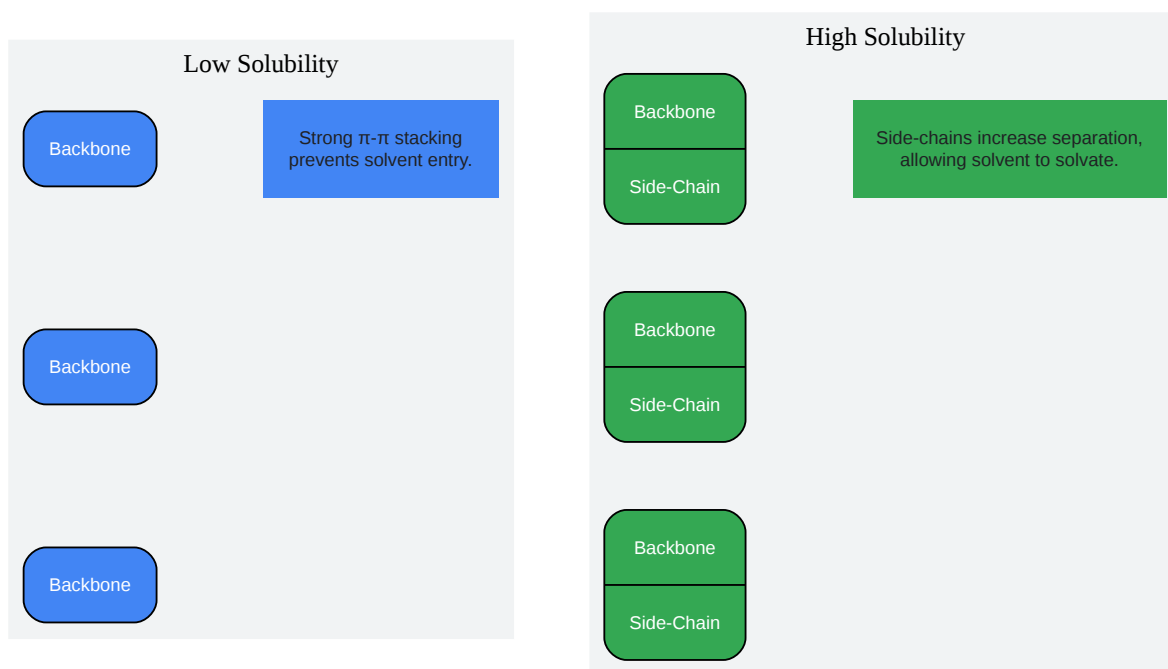 Low Solubility
Backbone
Strong π-π stacking
prevents solvent entry.
Backbone
Backbone
High Solubility
Backbone
Side-Chain
Side-chains increase separation,
allowing solvent to solvate.
Backbone
Side-Chain
Backbone
Side-Chain